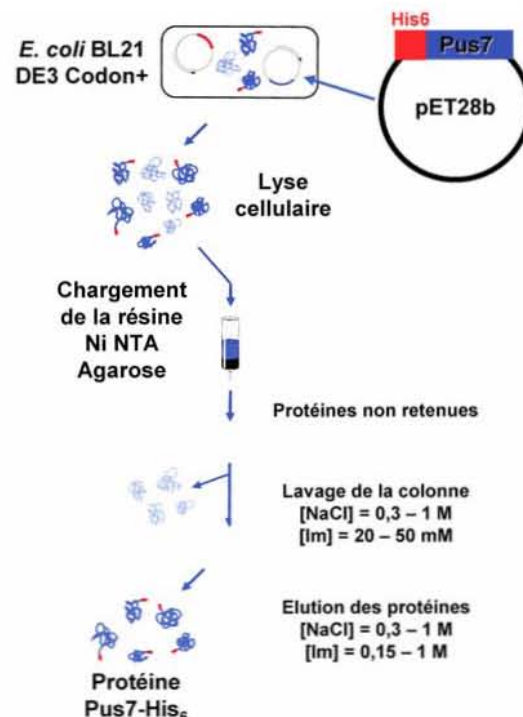 E. coli BL21
DE3 Codon+
His6
Pus7
pET28b
Lyse
cellulaire
Chargement
de la résine
Ni NTA
Agarose
Protéines non retenues
Lavage de la colonne
[NaCl] = 0,3 – 1 M
[Im] = 20 – 50 mM
Elution des protéines
[NaCl] = 0,3 – 1 M
[Im] = 0,15 – 1 M
Protéine
Pus7-His6